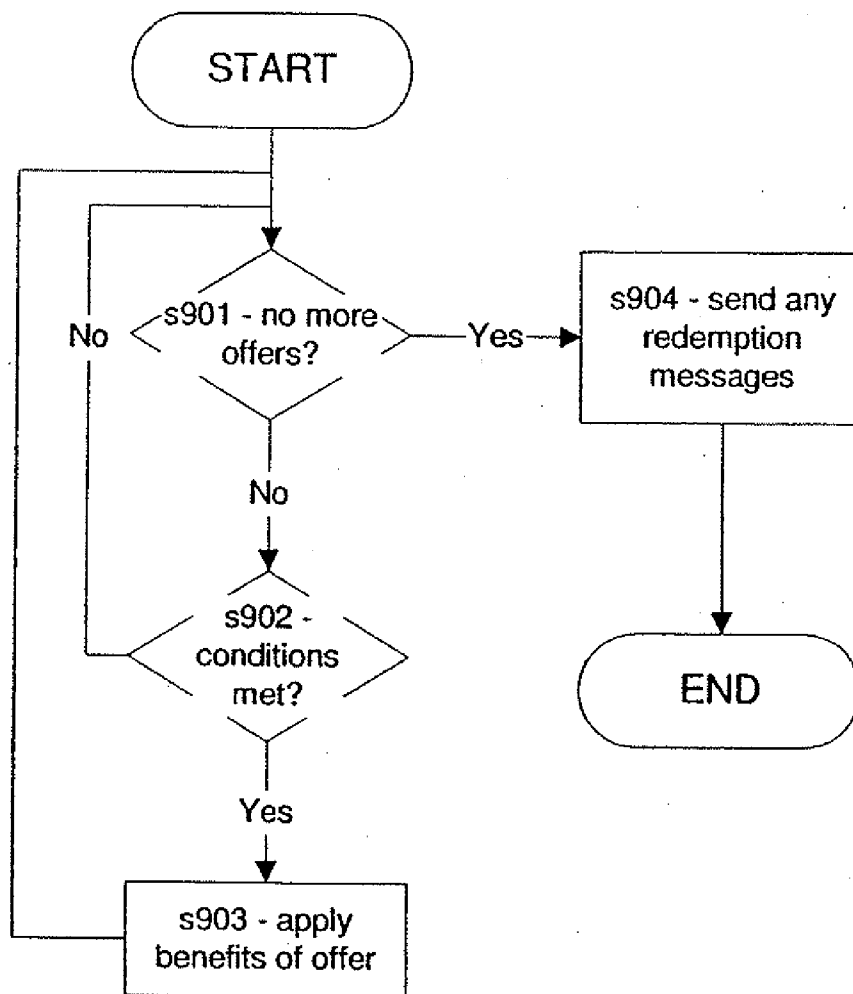 START
s901 - no more
offers?
Yes
s904 - send any
redemption
messages
No
No
s902 -
conditions
met?
END
Yes
s903 - apply
benefits of offer